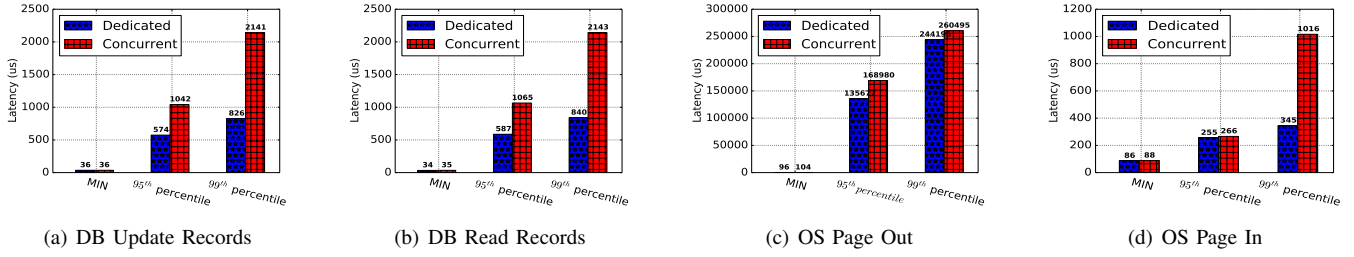 2500
2000
1500
1000
500
0
Latency (us)
Dedicated
Concurrent
36 36
574 1042
826 2141
MIN 95th percentile 99th percentile
(a) DB Update Records
2500
2000
1500
1000
500
0
Latency (us)
Dedicated
Concurrent
34 35
587 1065
840 2143
MIN 95th percentile 99th percentile
(b) DB Read Records
300000
250000
200000
150000
100000
50000
0
Latency (us)
Dedicated
Concurrent
96 104
168980
260495
MIN 95th percentile 99th percentile
(c) OS Page Out
1200
1000
800
600
400
200
0
Latency (us)
Dedicated
Concurrent
86 88
255 266
345 1016
MIN 95th percentile 99th percentile
(d) OS Page In